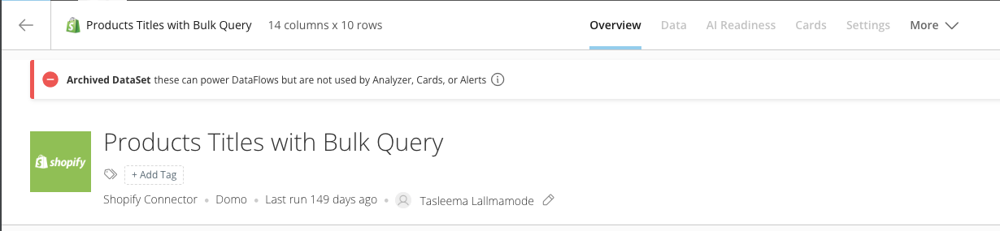 Products Titles with Bulk Query 14 columns x 10 rows Overview Data AI Readiness Cards Settings More
Archived DataSet these can power DataFlows but are not used by Analyzer, Cards, or Alerts
shopify
Products Titles with Bulk Query
+ Add Tag
Shopify Connector • Domo • Last run 149 days ago • Tasleema Lallmamode